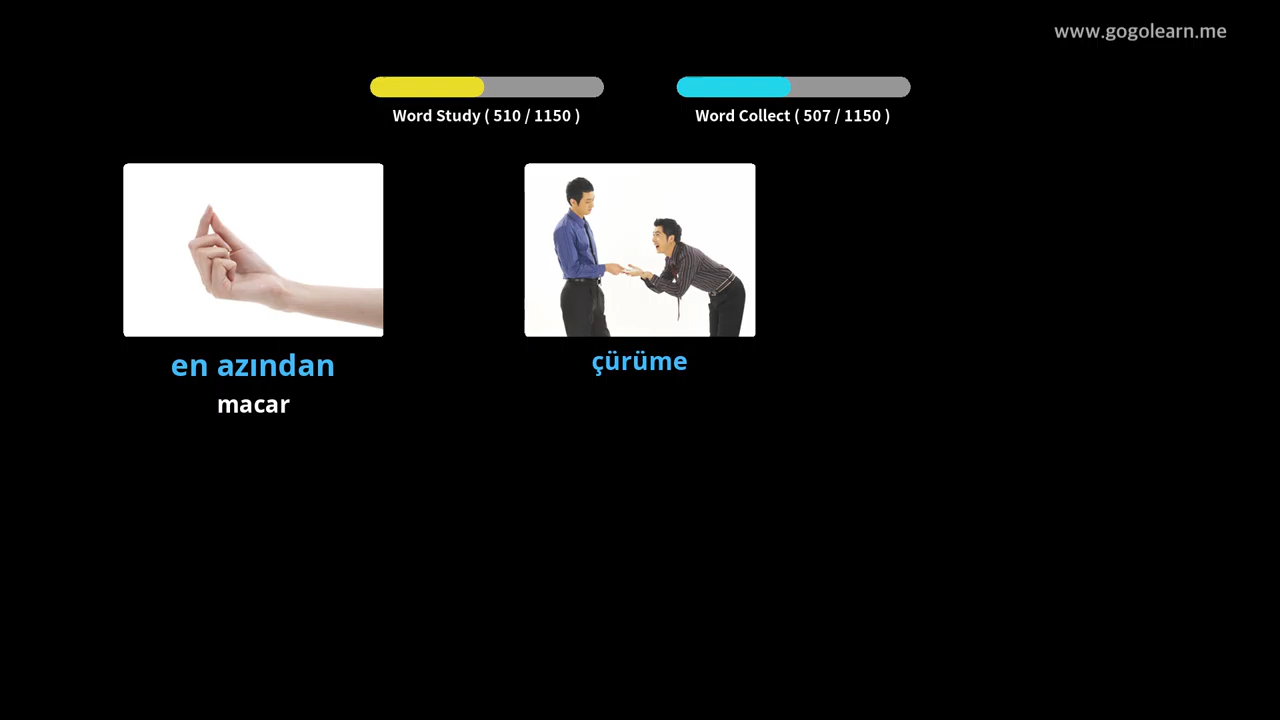 www.gogolearn.me
Word Study ( 510 / 1150 )
Word Collect ( 507 / 1150 )
en azından
macar
çürüme